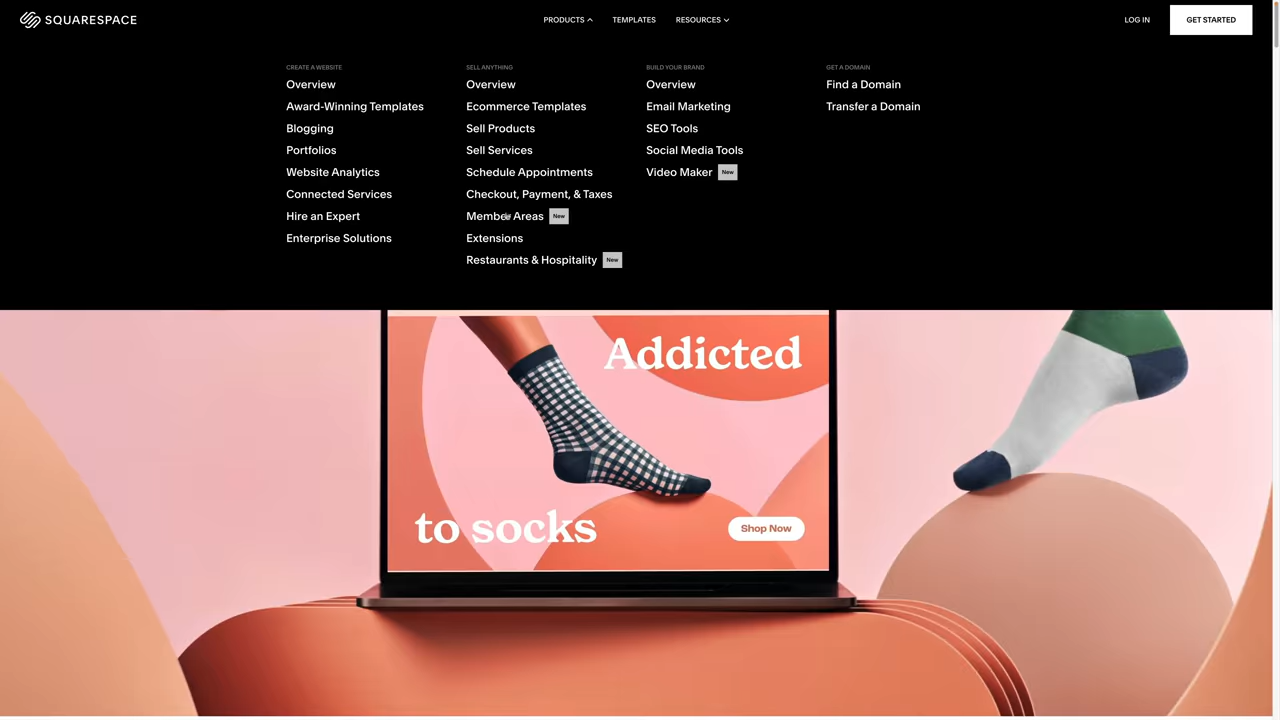 SQUARESPACE
PRODUCTS
TEMPLATES
RESOURCES
LOG IN
GET STARTED
CREATE A WEBSITE
Overview
Award-Winning Templates
Blogging
Portfolios
Website Analytics
Connected Services
Hire an Expert
Enterprise Solutions
SELL ANYTHING
Overview
Ecommerce Templates
Sell Products
Sell Services
Schedule Appointments
Checkout, Payment, & Taxes
Member Areas New
Extensions
Restaurants & Hospitality New
BUILD YOUR BRAND
Overview
Email Marketing
SEO Tools
Social Media Tools
Video Maker New
GET A DOMAIN
Find a Domain
Transfer a Domain
Addicted
to socks
Shop Now